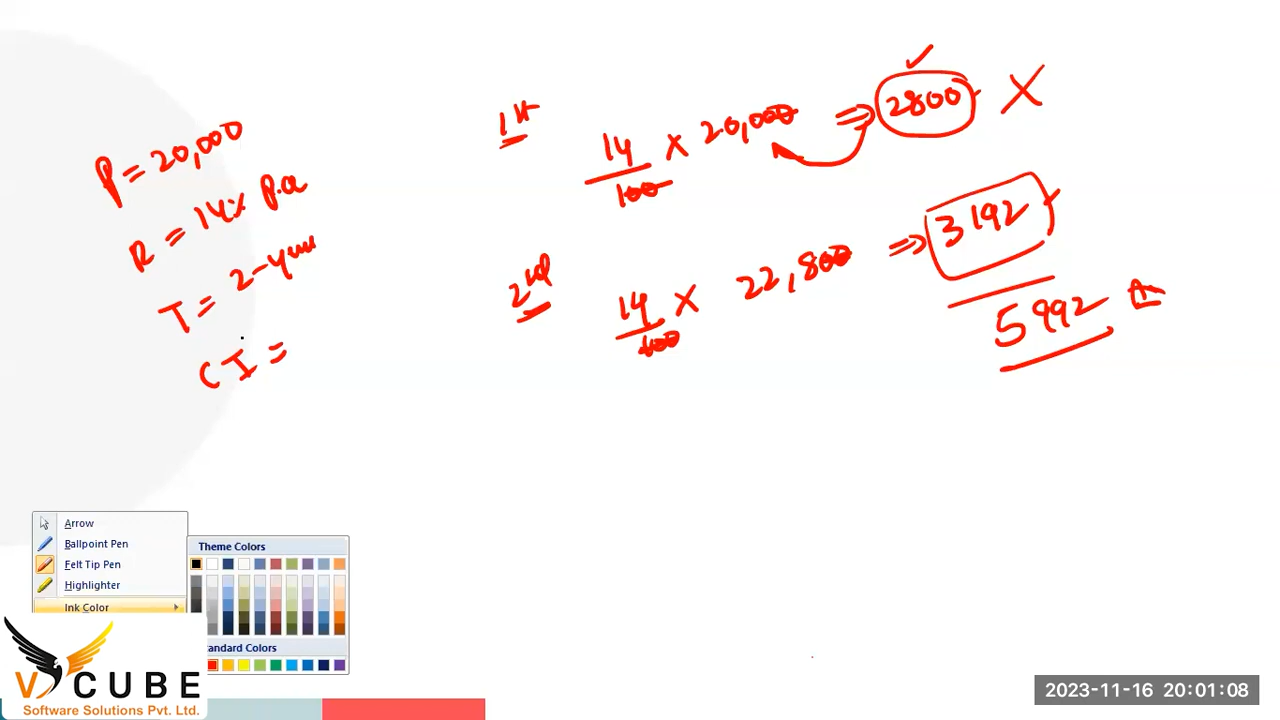 P = 20,000
R = 14% p.a
T = 2-years
CI =
1st
14/100 × 20,000 ⇒ 2800 ✓ X
2nd
14/100 × 22,800 ⇒ 3192
5992
Arrow
Ballpoint Pen
Felt Tip Pen
Highlighter
Ink Color
Theme Colors
tandard Colors
V CUBE
Software Solutions Pvt. Ltd.
2023-11-16 20:01:08